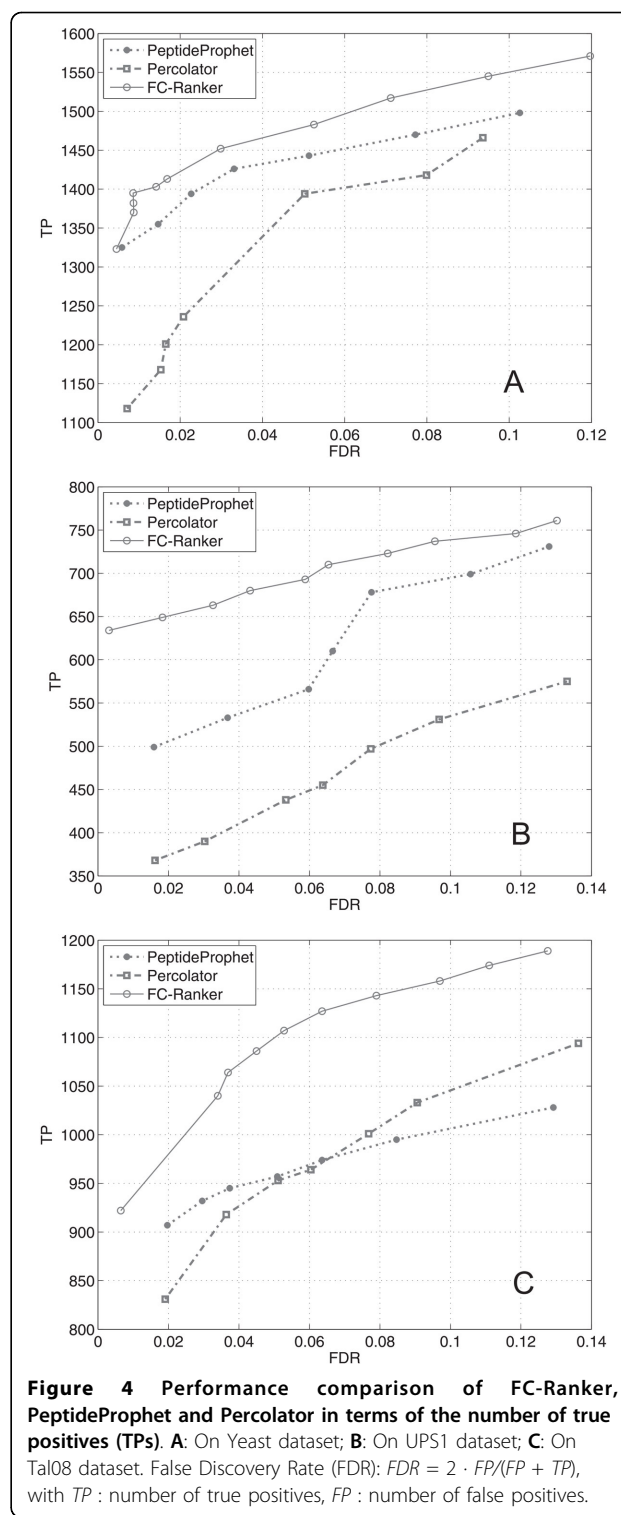 1600
1550
1500
1450
1400
1350
1300
1250
1200
1150
1100
TP
PeptideProphet
Percolator
FC-Ranker
A
0 0.02 0.04 0.06 0.08 0.1 0.12
FDR
800
750
700
650
600
550
500
450
400
350
TP
PeptideProphet
Percolator
FC-Ranker
B
0 0.02 0.04 0.06 0.08 0.1 0.12 0.14
FDR
1200
1150
1100
1050
1000
950
900
850
800
TP
PeptideProphet
Percolator
FC-Ranker
C
0 0.02 0.04 0.06 0.08 0.1 0.12 0.14
FDR
Figure 4 Performance comparison of FC-Ranker,
PeptideProphet and Percolator in terms of the number of true
positives (TPs). A: On Yeast dataset; B: On UPS1 dataset; C: On
Tal08 dataset. False Discovery Rate (FDR): FDR = 2 · FP/(FP + TP),
with TP : number of true positives, FP : number of false positives.